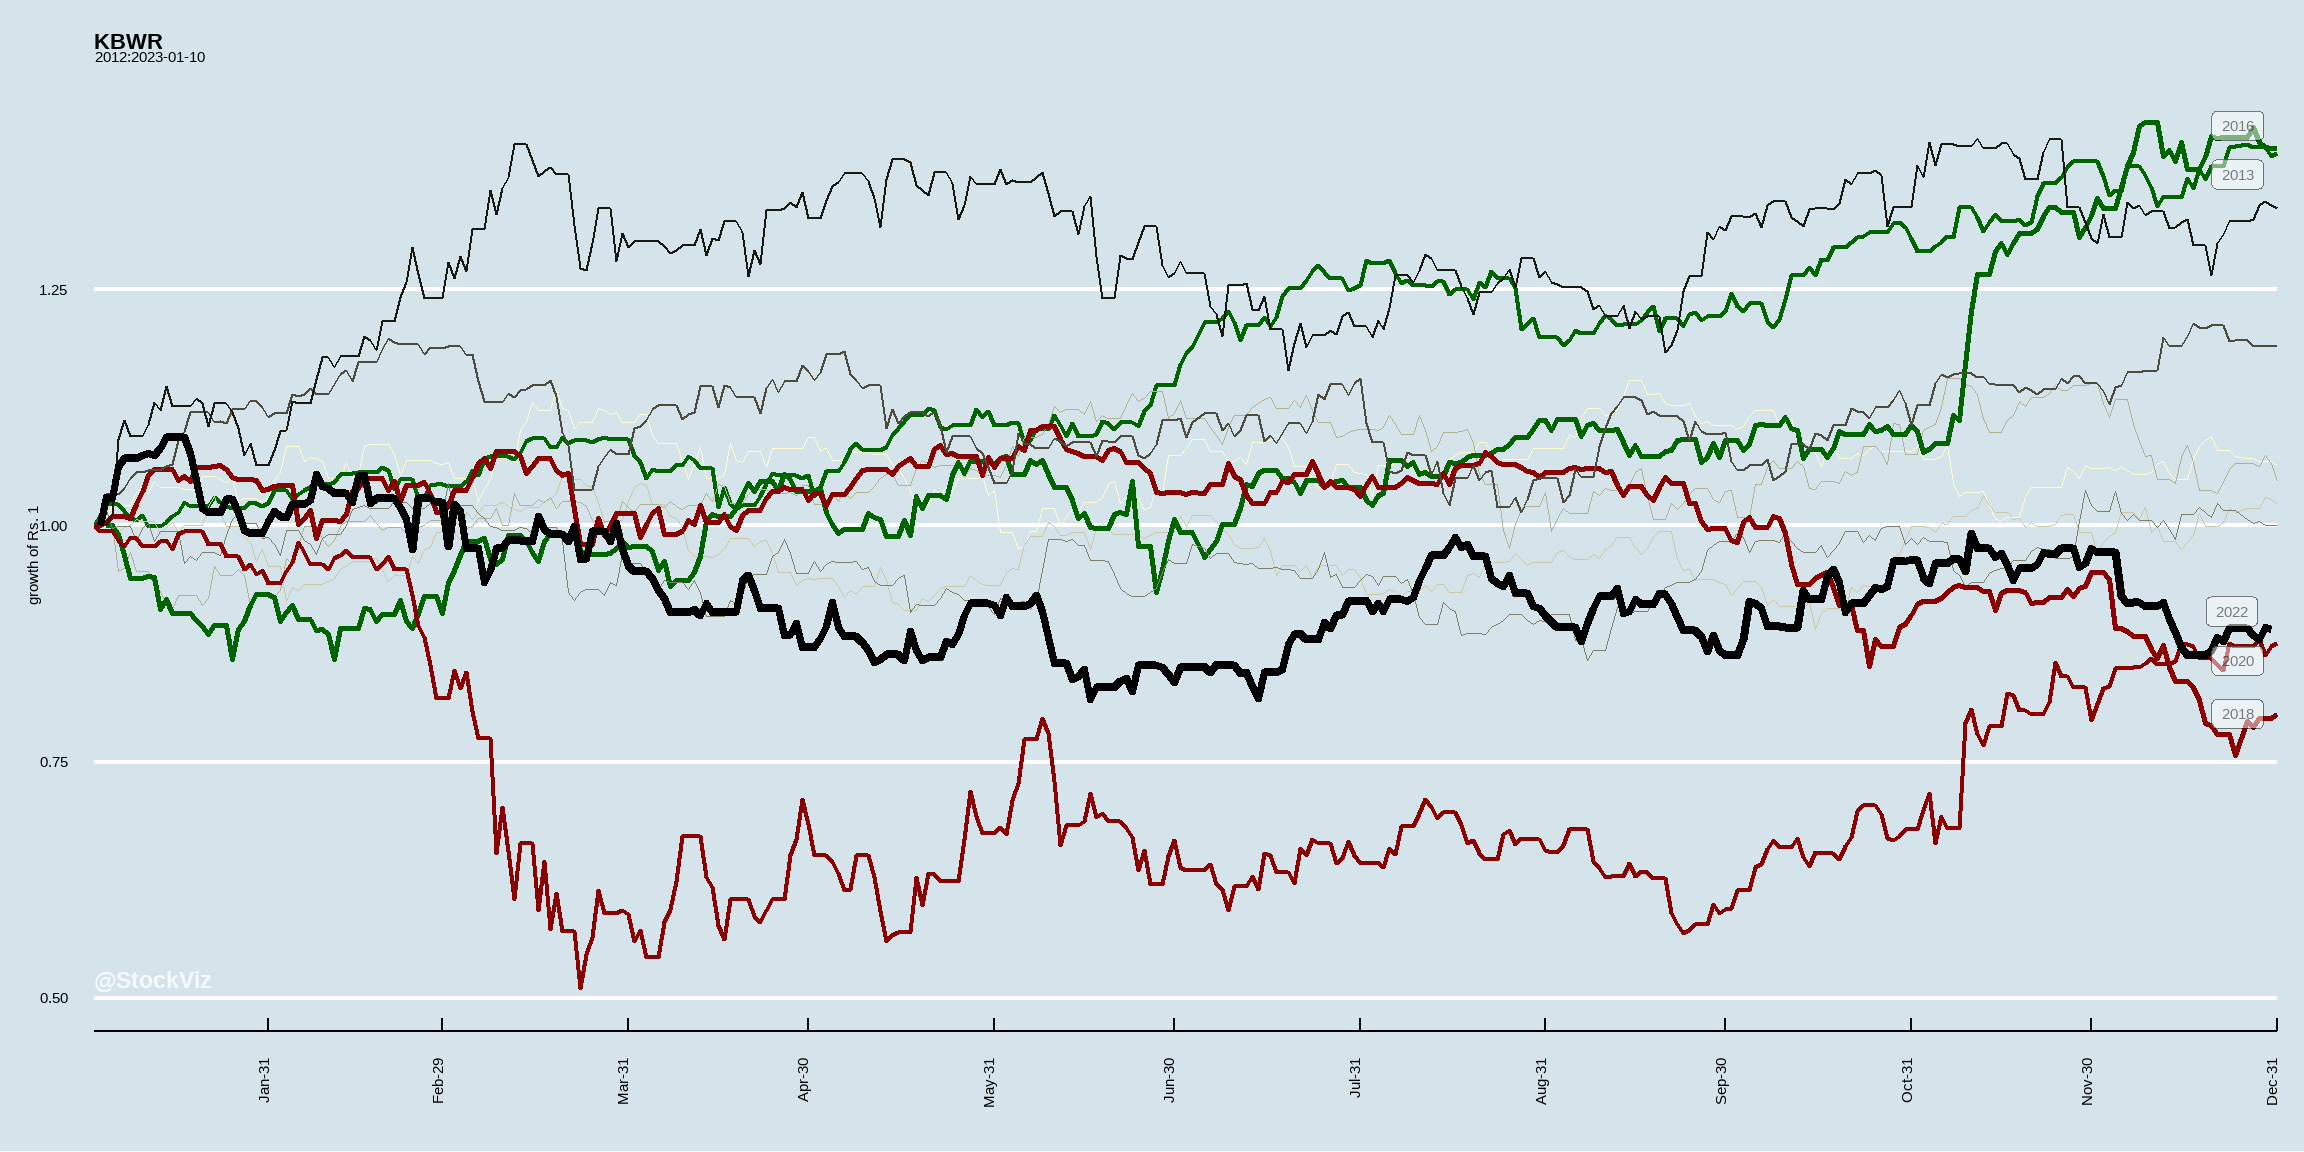 KBWR
2012:2023-01-10
2016
2013
1.25
growth of Rs. 1
1.00
2022
2020
2018
0.75
@StockViz
0.50
Jan-31
Feb-29
Mar-31
Apr-30
May-31
Jun-30
Jul-31
Aug-31
Sep-30
Oct-31
Nov-30
Dec-31